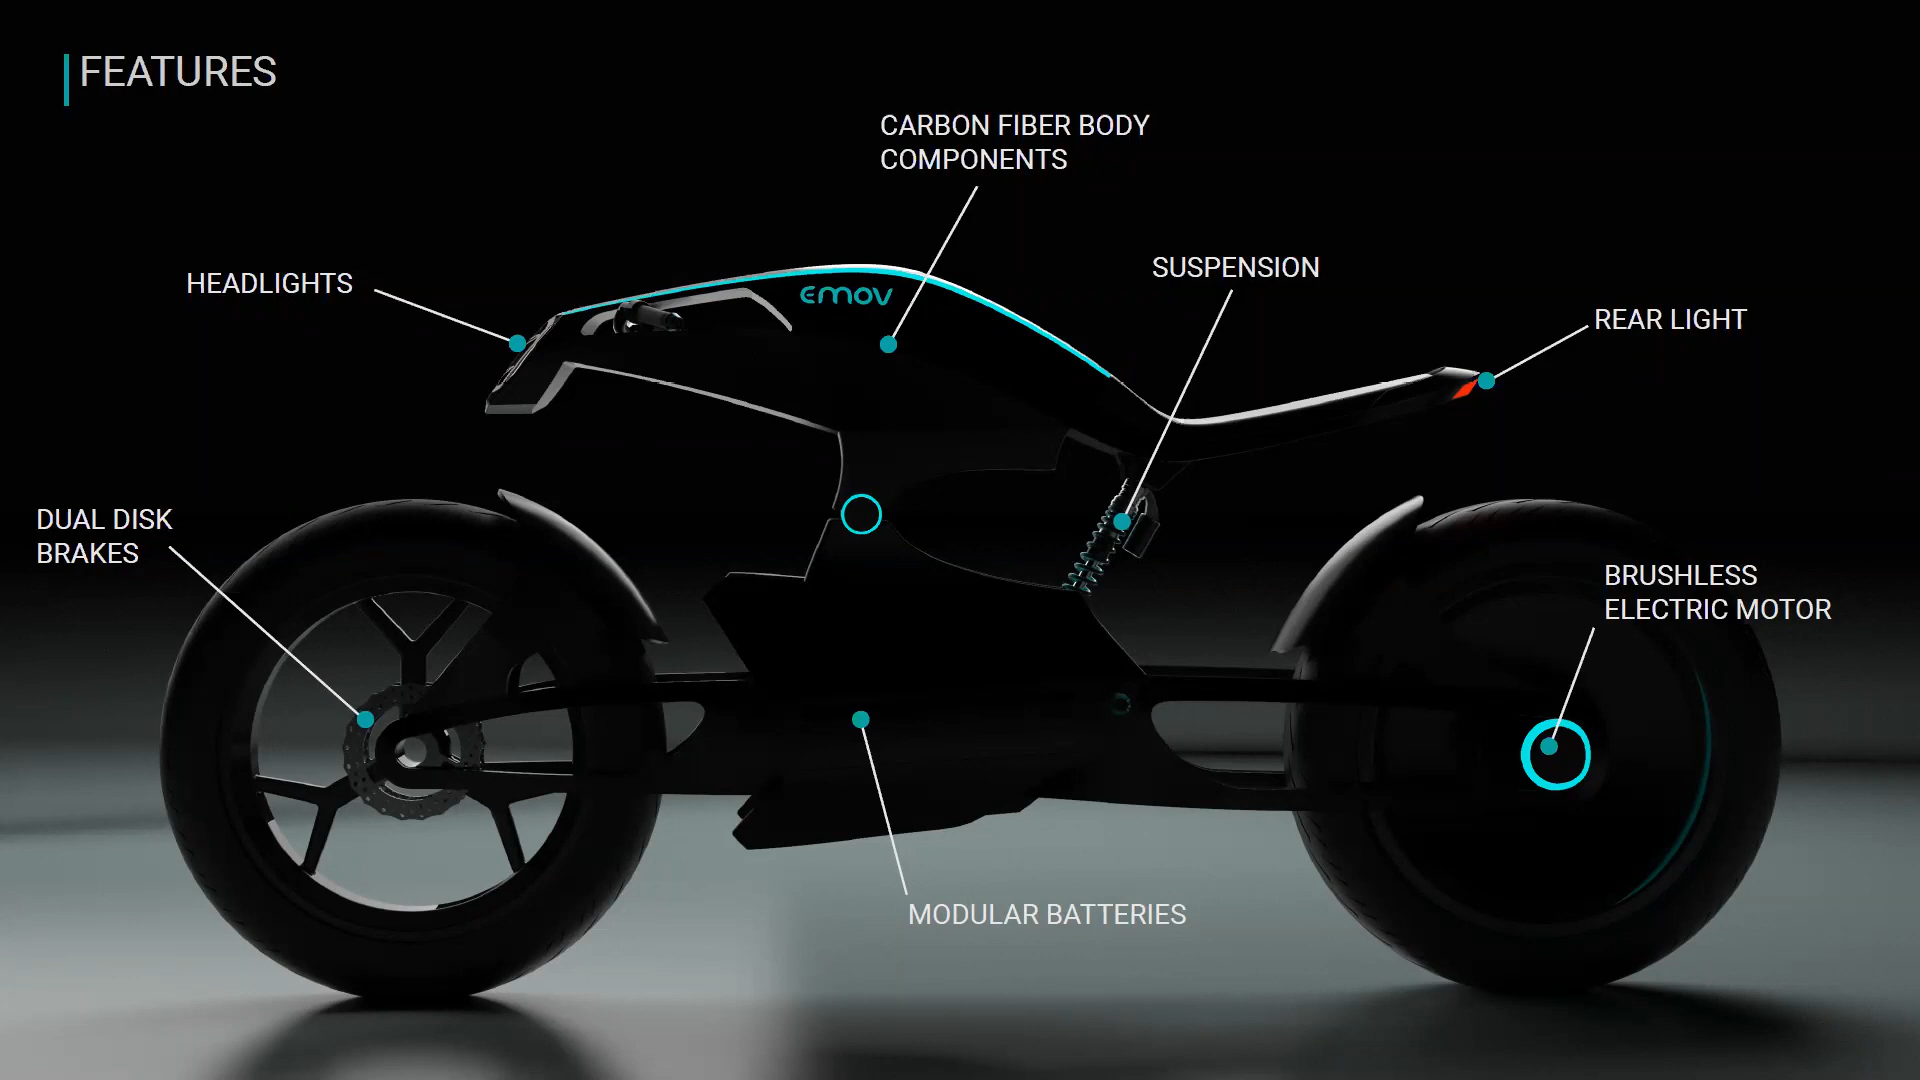 FEATURES
CARBON FIBER BODY
COMPONENTS
SUSPENSION
HEADLIGHTS
emov
REAR LIGHT
DUAL DISK
BRAKES
BRUSHLESS
ELECTRIC MOTOR
MODULAR BATTERIES